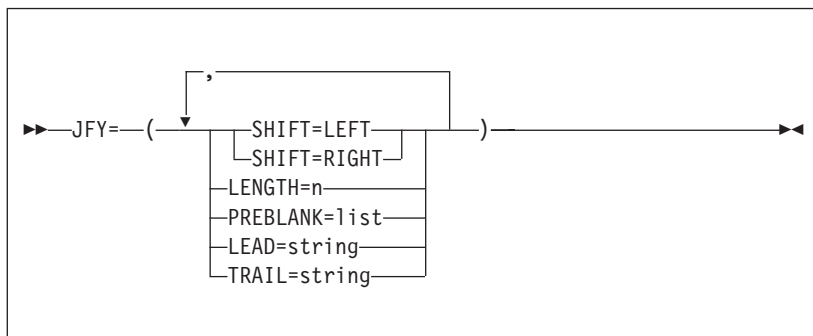 ,
JFY= ( SHIFT=LEFT )
SHIFT=RIGHT
LENGTH=n
PREBLANK=list
LEAD=string
TRAIL=string